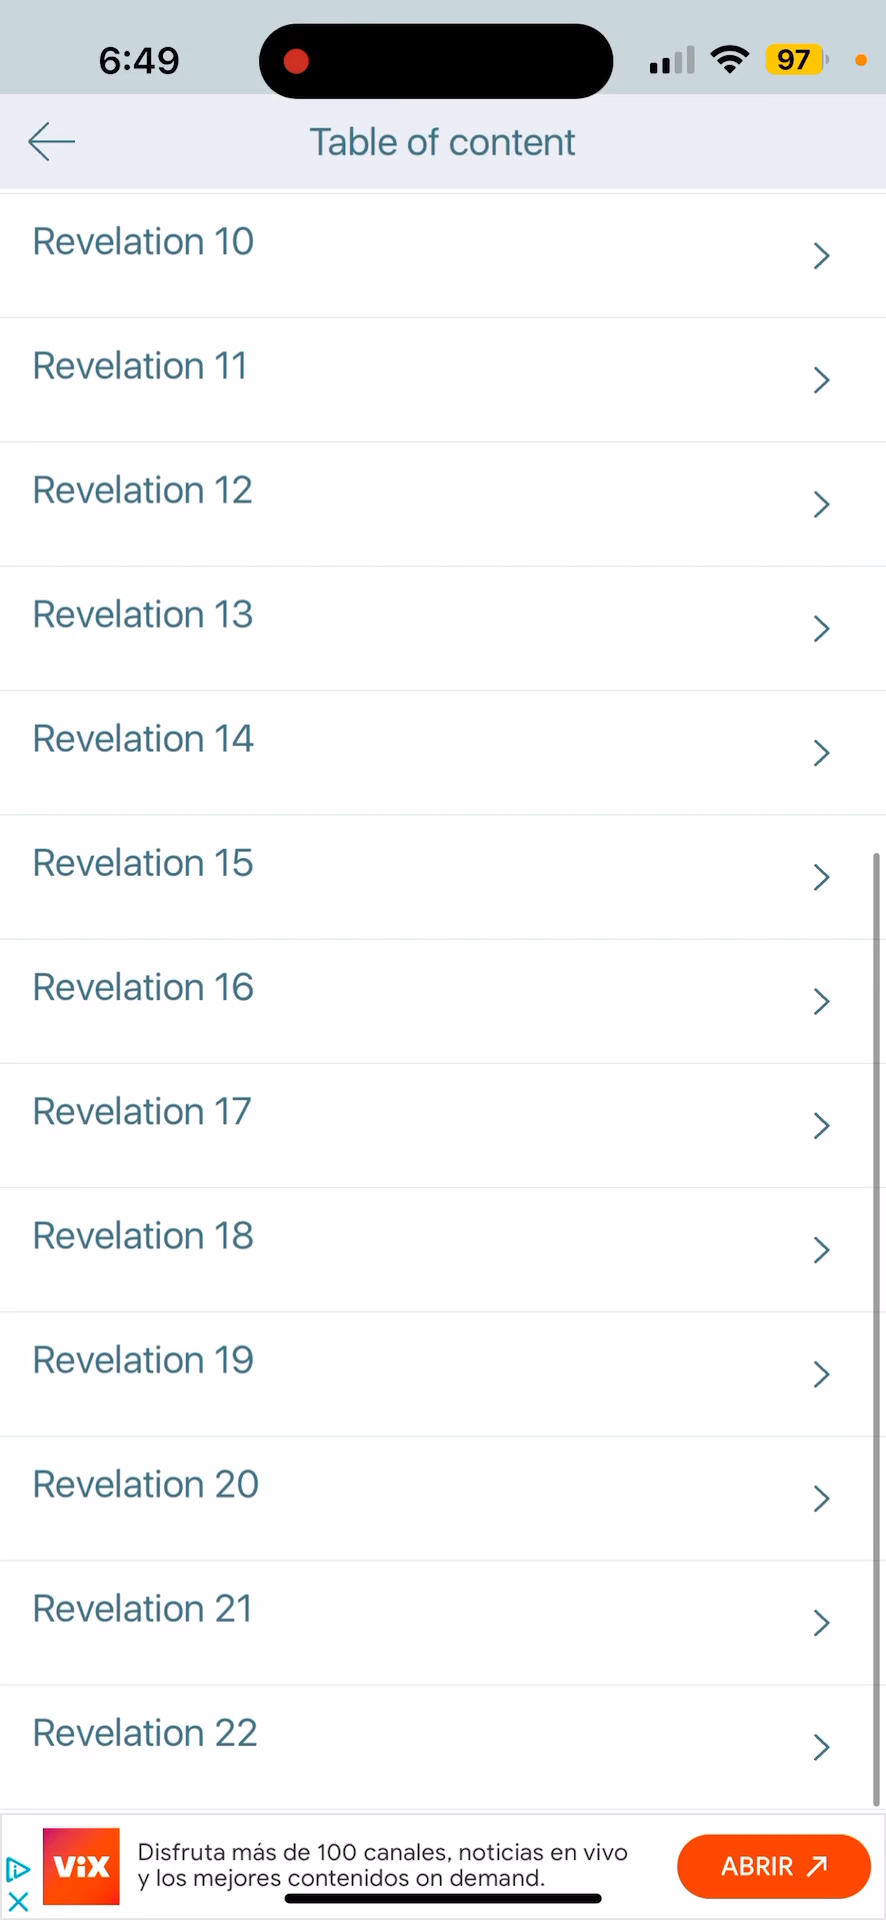 6:49
97
Table of content
Revelation 10
Revelation 11
Revelation 12
Revelation 13
Revelation 14
Revelation 15
Revelation 16
Revelation 17
Revelation 18
Revelation 19
Revelation 20
Revelation 21
Revelation 22
ViX
Disfruta más de 100 canales, noticias en vivo
y los mejores contenidos on demand.
ABRIR